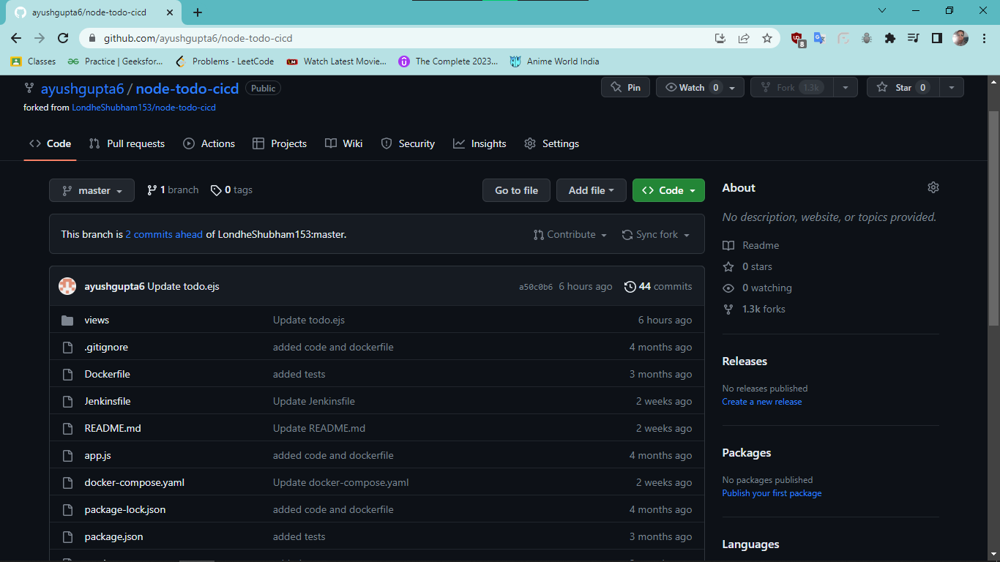 ayushgupta6/node-todo-cicd
github.com/ayushgupta6/node-todo-cicd
8
Classes Practice | Geeksfor... Problems - LeetCode Watch Latest Movie... The Complete 2023... Anime World India
ayushgupta6 / node-todo-cicd Public
Pin Watch 0 Fork 1.3k Star 0
forked from LondheShubham153/node-todo-cicd
Code Pull requests Actions Projects Wiki Security Insights Settings
master 1 branch 0 tags Go to file Add file Code
This branch is 2 commits ahead of LondheShubham153:master. Contribute Sync fork
ayushgupta6 Update todo.ejs a50c0b6 6 hours ago 44 commits
views Update todo.ejs 6 hours ago
.gitignore added code and dockerfile 4 months ago
Dockerfile added tests 3 months ago
Jenkinsfile Update Jenkinsfile 2 weeks ago
README.md Update README.md 2 weeks ago
app.js added code and dockerfile 4 months ago
docker-compose.yaml Update docker-compose.yaml 2 weeks ago
package-lock.json added code and dockerfile 4 months ago
package.json added tests 3 months ago
About
No description, website, or topics provided.
Readme
0 stars
0 watching
1.3k forks
Releases
No releases published
Create a new release
Packages
No packages published
Publish your first package
Languages